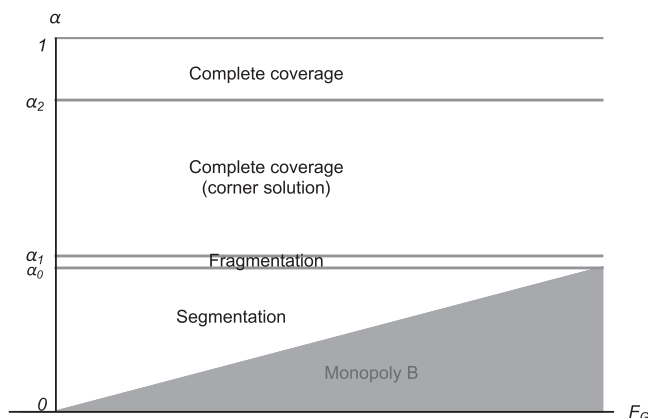 α
1
Complete coverage
α2
Complete coverage
(corner solution)
α1
Fragmentation
α0
Segmentation
Monopoly B
0
FG